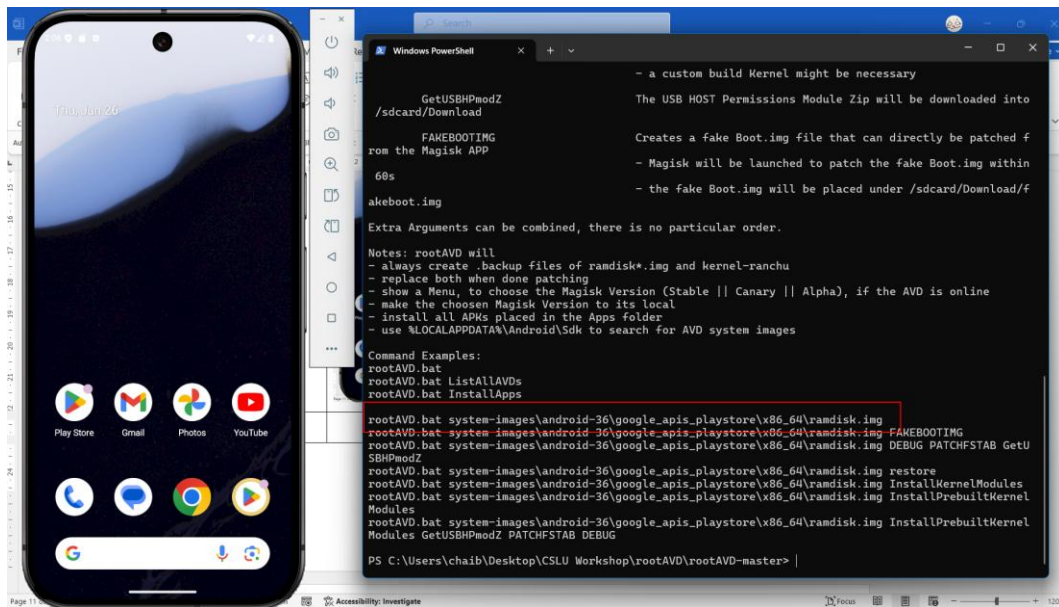 Search
Thu, Jun 26
Play Store
Gmail
Photos
YouTube
Windows PowerShell
- a custom build Kernel might be necessary
GetUSBHPmodZ The USB HOST Permissions Module Zip will be downloaded into
/sdcard/Download
FAKEBOOTIMG Creates a fake Boot.img file that can directly be patched f
rom the Magisk APP
- Magisk will be launched to patch the fake Boot.img within
60s
- the fake Boot.img will be placed under /sdcard/Download/f
akeboot.img
Extra Arguments can be combined, there is no particular order.
Notes: rootAVD will
- always create .backup files of ramdisk*.img and kernel-ranchu
- replace both when done patching
- show a Menu, to choose the Magisk Version (Stable || Canary || Alpha), if the AVD is online
- make the choosen Magisk Version to its local
- install all APKs placed in the Apps folder
- use %LOCALAPPDATA%\Android\Sdk to search for AVD system images
Command Examples:
rootAVD.bat
rootAVD.bat ListAllAVDs
rootAVD.bat InstallApps
rootAVD.bat system-images\android-36\google_apis_playstore\x86_64\ramdisk.img
rootAVD.bat system-images\android-36\google_apis_playstore\x86_64\ramdisk.img FAKEBOOTIMG
rootAVD.bat system-images\android-36\google_apis_playstore\x86_64\ramdisk.img DEBUG PATCHFSTAB GetU
SBHPmodZ
rootAVD.bat system-images\android-36\google_apis_playstore\x86_64\ramdisk.img restore
rootAVD.bat system-images\android-36\google_apis_playstore\x86_64\ramdisk.img InstallKernelModules
rootAVD.bat system-images\android-36\google_apis_playstore\x86_64\ramdisk.img InstallPrebuiltKernel
Modules
rootAVD.bat system-images\android-36\google_apis_playstore\x86_64\ramdisk.img InstallPrebuiltKernel
Modules GetUSBHPmodZ PATCHFSTAB DEBUG
PS C:\Users\chaib\Desktop\CSLU Workshop\rootAVD\rootAVD-master>
Page 11
Accessibility: Investigate
Focus
120